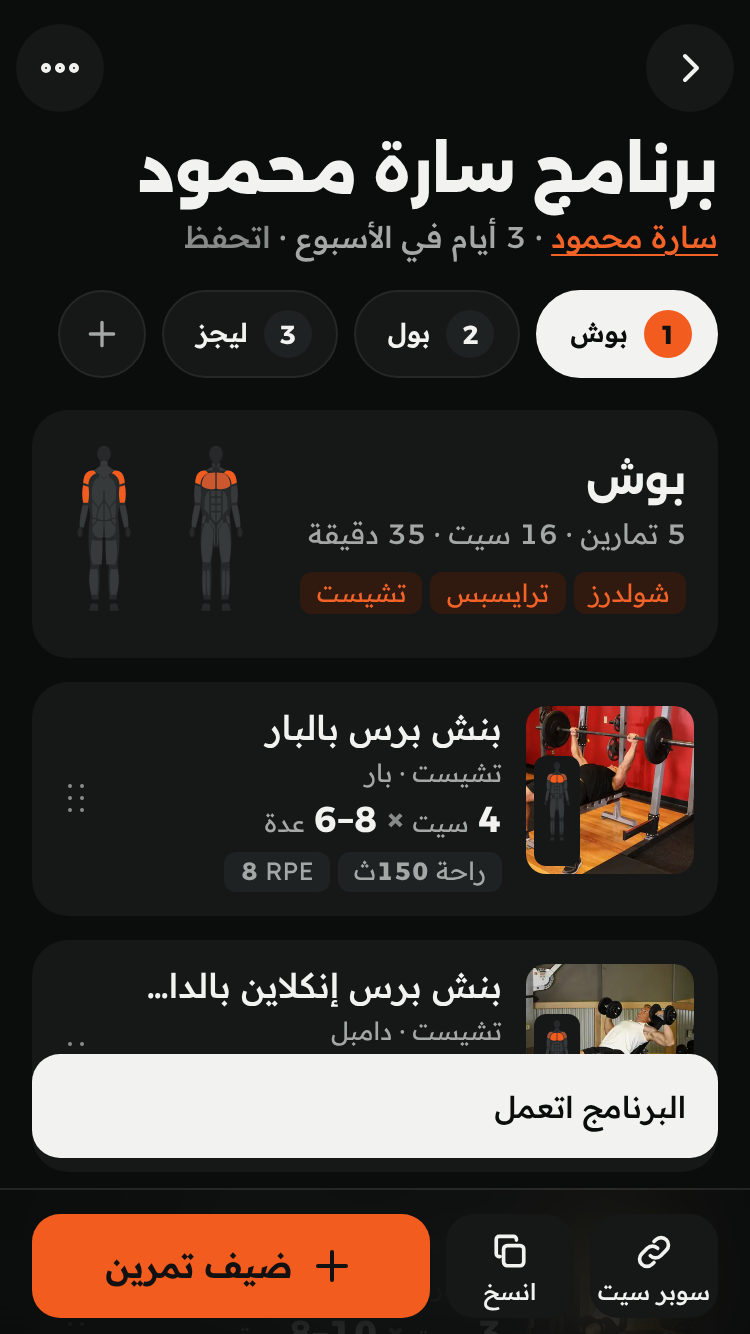 برنامج سارة محمود
سارة محمود · 3 أيام في الأسبوع · اتحفظ
1 بوش
2 بول
3 ليجز
بوش
5 تمارين · 16 سيت · 35 دقيقة
شولدرز ترايسبس تشيست
بنش برس بالبار
تشيست · بار
4 سيت × 6–8 عدة
راحة 150ث
8 RPE
بنش برس إنكلاين بالدا...
تشيست · دامبل
البرنامج اتعمل
سوبر سيت
انسخ
ضيف تمرين